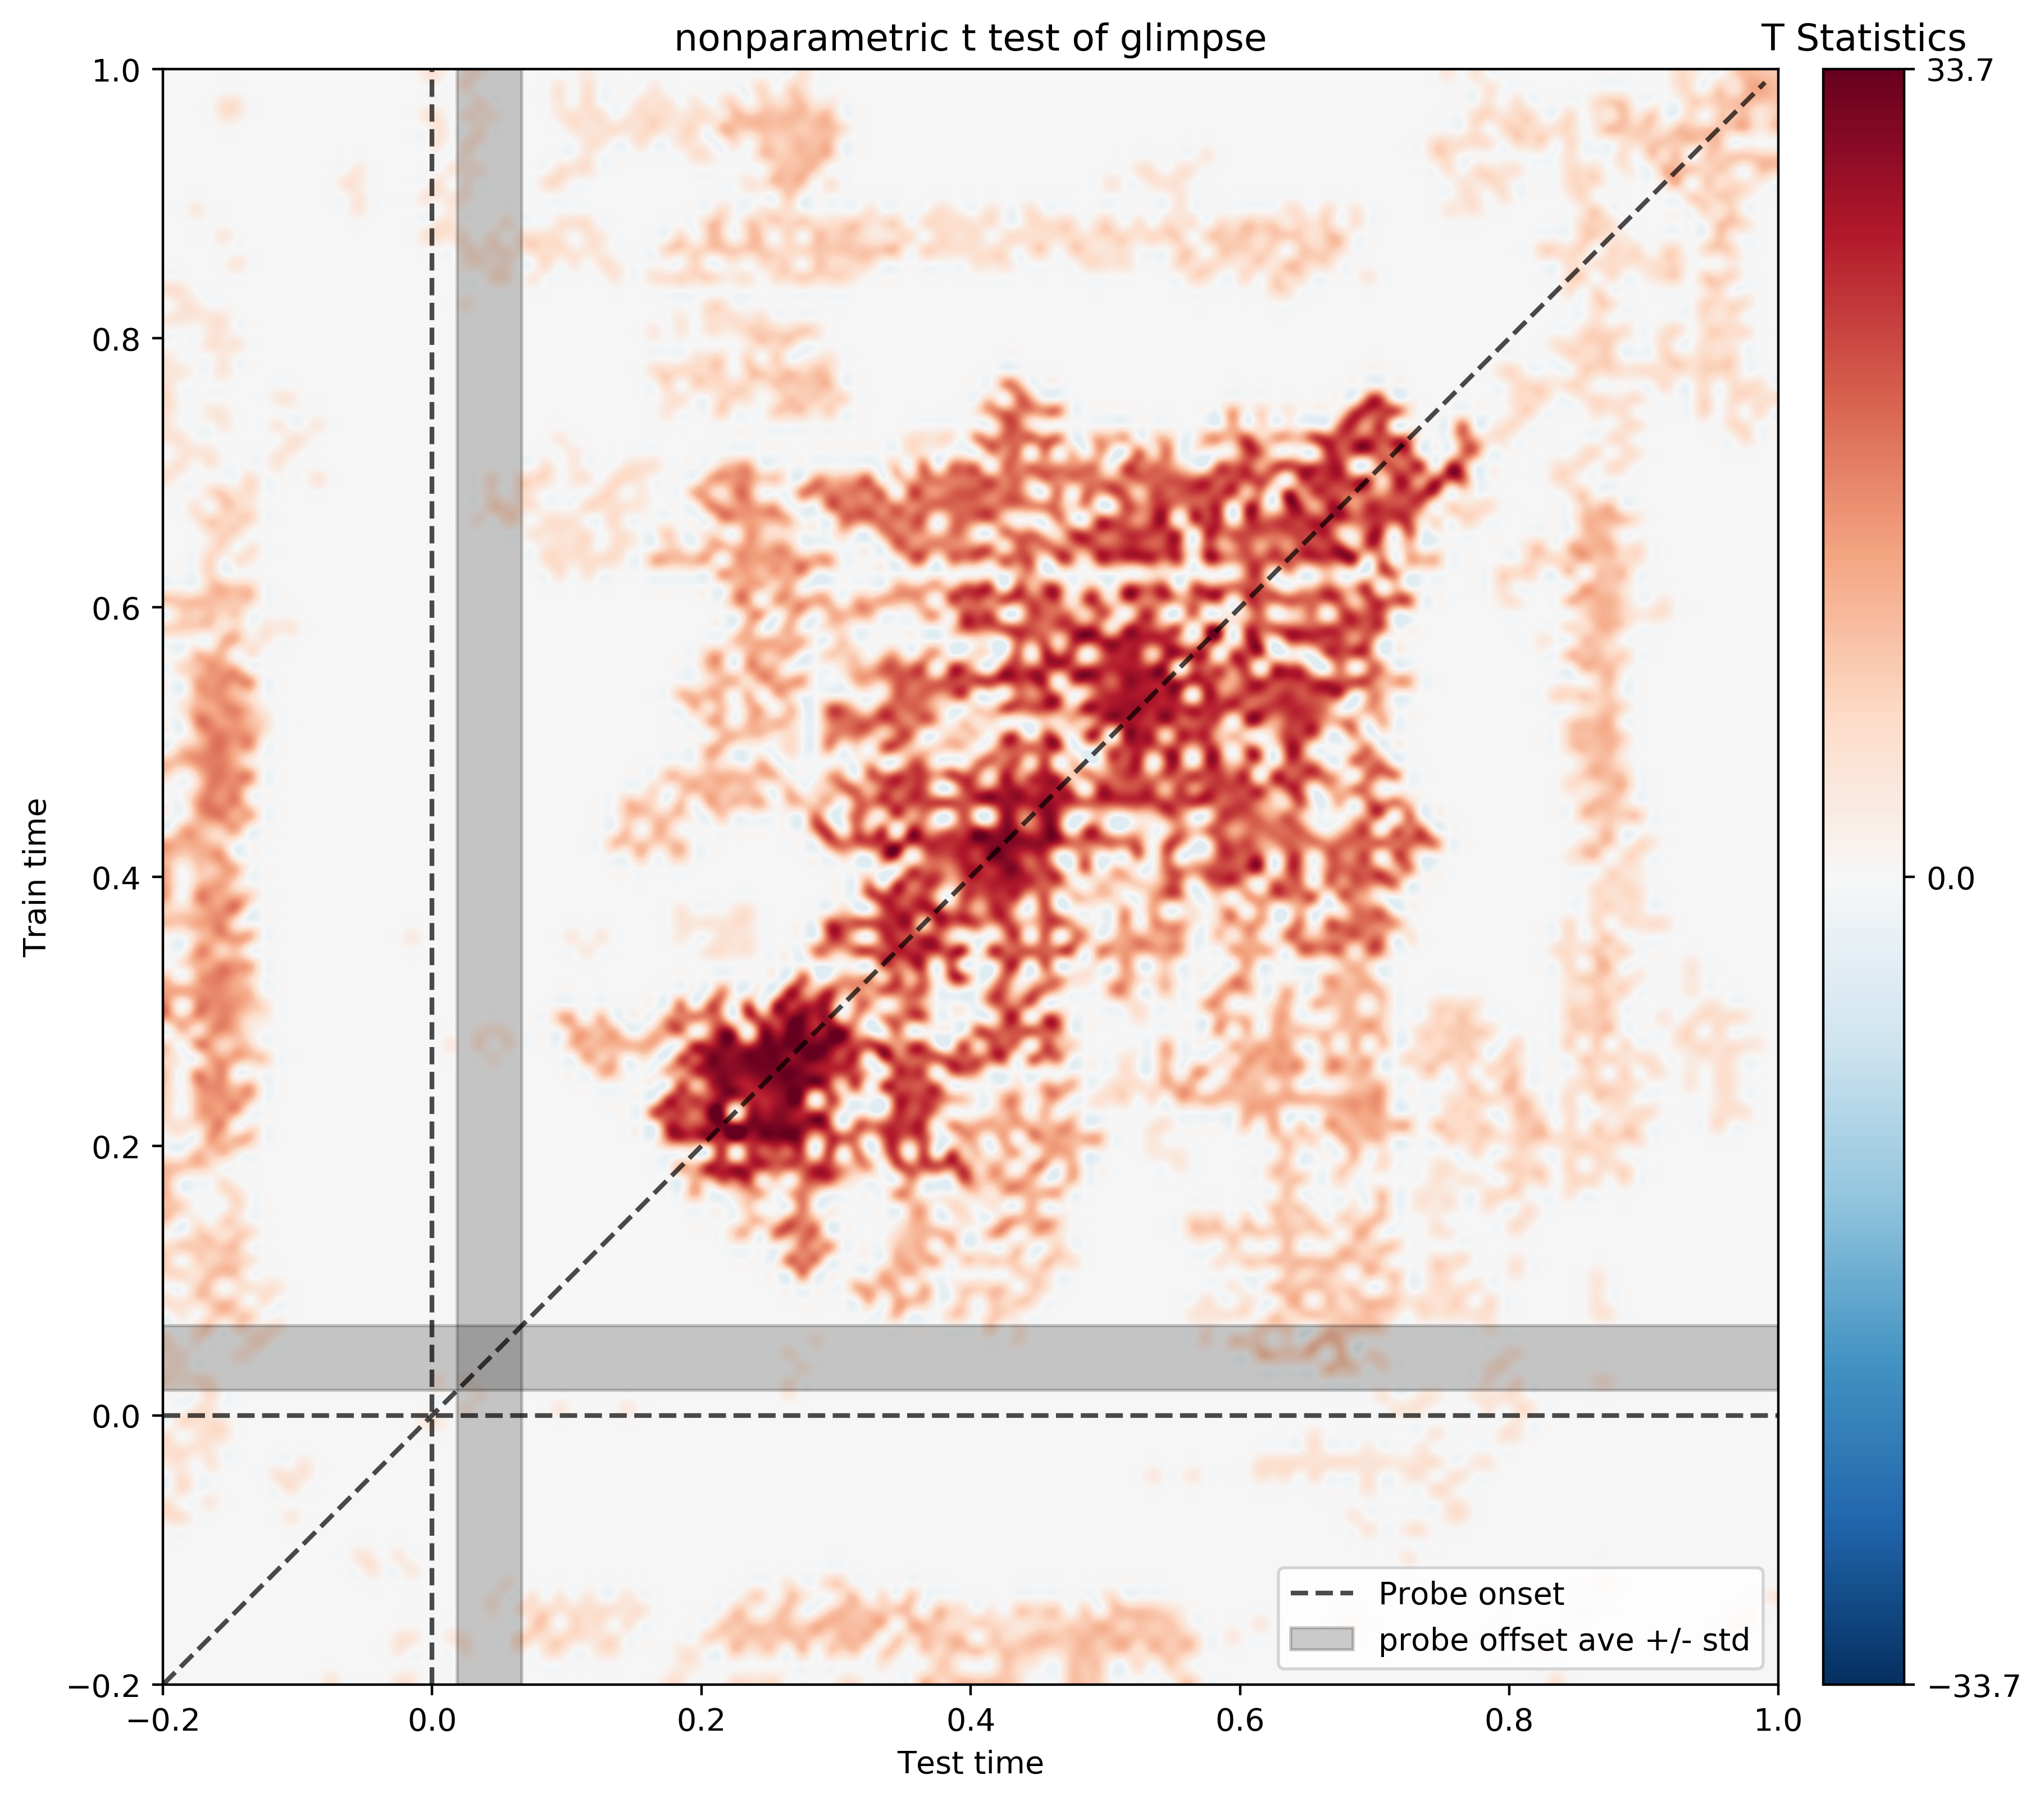 nonparametric t test of glimpse
T Statistics
1.0
0.8
0.6
0.4
0.2
0.0
−0.2
Train time
−0.2
0.0
0.2
0.4
0.6
0.8
1.0
Test time
Probe onset
probe offset ave +/- std
33.7
0.0
−33.7